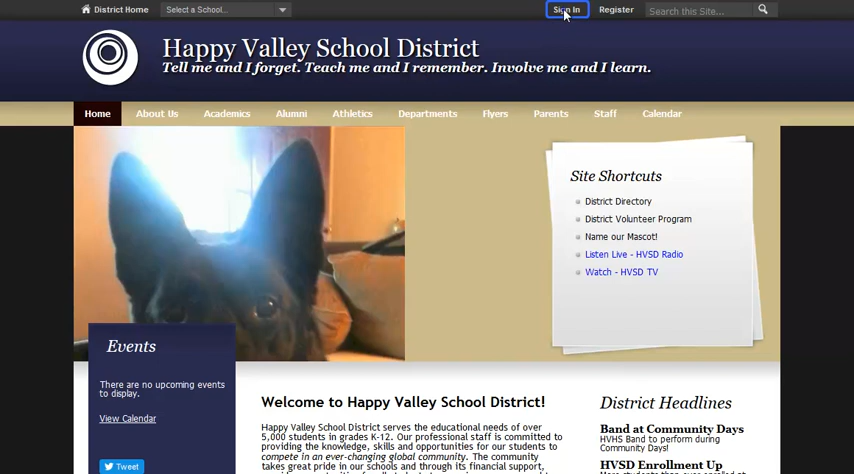 District Home
Select a School...
Sign In
Register
Search this Site...
Happy Valley School District
Tell me and I forget. Teach me and I remember. Involve me and I learn.
Home
About Us
Academics
Alumni
Athletics
Departments
Flyers
Parents
Staff
Calendar
Site Shortcuts
District Directory
District Volunteer Program
Name our Mascot!
Listen Live - HVSD Radio
Watch - HVSD TV
Events
There are no upcoming events
to display.
View Calendar
Tweet
Welcome to Happy Valley School District!
Happy Valley School District serves the educational needs of over
5,000 students in grades K-12. Our professional staff is committed to
providing the knowledge, skills and opportunities for our students to
compete in an ever-changing global community. The community
takes great pride in our schools and through its financial support,
District Headlines
Band at Community Days
HVHS Band to perform during
Community Days!
HVSD Enrollment Up